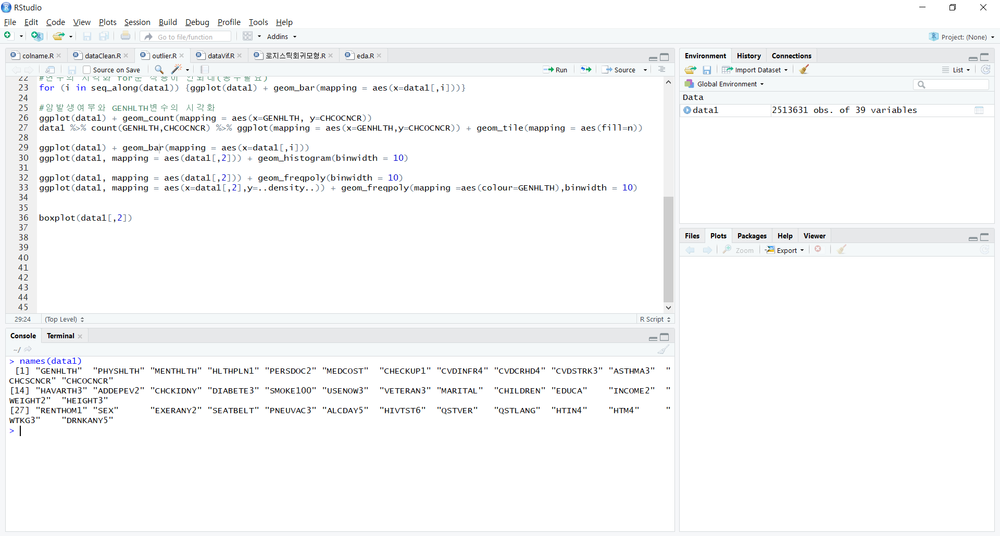 RStudio
File Edit Code View Plots Session Build Debug Profile Tools Help
Go to file/function Addins Project: (None)
colname.R dataClean.R outlier.R dataVif.R 로지스틱회귀모형.R eda.R
Source on Save Run Source
22
23 for (i in seq_along(data1)) {ggplot(data1) + geom_bar(mapping = aes(x=data1[,i]))}
24
25 #암발생여부와 GENHLTH변수의 시각화
26 ggplot(data1) + geom_count(mapping = aes(x=GENHLTH, y=CHCOCNCR))
27 data1 %>% count(GENHLTH,CHCOCNCR) %>% ggplot(mapping = aes(x=GENHLTH,y=CHCOCNCR)) + geom_tile(mapping = aes(fill=n))
28
29 ggplot(data1) + geom_bar(mapping = aes(x=data1[,i]))
30 ggplot(data1, mapping = aes(data1[,2])) + geom_histogram(binwidth = 10)
31
32 ggplot(data1, mapping = aes(data1[,2])) + geom_freqpoly(binwidth = 10)
33 ggplot(data1, mapping = aes(x=data1[,2],y=..density..)) + geom_freqpoly(mapping =aes(colour=GENHLTH),binwidth = 10)
34
35
36 boxplot(data1[,2])
37
38
39
40
41
42
43
44
45
29:24 (Top Level) R Script
Console Terminal
~/
> names(data1)
[1] "GENHLTH" "PHYSHLTH" "MENTHLTH" "HLTHPLN1" "PERSDOC2" "MEDCOST" "CHECKUP1" "CVDINFR4" "CVDCRHD4" "CVDSTRK3" "ASTHMA3" "
CHCSCNCR" "CHCOCNCR"
[14] "HAVARTH3" "ADDEPEV2" "CHCKIDNY" "DIABETE3" "SMOKE100" "USENOW3" "VETERAN3" "MARITAL" "CHILDREN" "EDUCA" "INCOME2" "
WEIGHT2" "HEIGHT3"
[27] "RENTHOM1" "SEX" "EXERANY2" "SEATBELT" "PNEUVAC3" "ALCDAY5" "HIVTST6" "QSTVER" "QSTLANG" "HTIN4" "HTM4" "
WTKG3" "DRNKANY5"
>
Environment History Connections
Import Dataset List
Global Environment
Data
data1 2513631 obs. of 39 variables
Files Plots Packages Help Viewer
Zoom Export